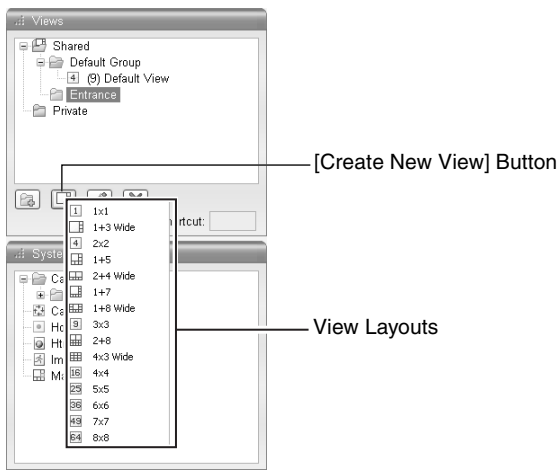 Views
Shared
Default Group
4 (9) Default View
Entrance
Private
[Create New View] Button
rtcut:
1 1x1
1+3 Wide
4 2x2
1+5
2+4 Wide
1+7
1+8 Wide
9 3x3
2+8
4x3 Wide
16 4x4
25 5x5
36 6x6
49 7x7
64 8x8
View Layouts
Syste
Ca
Ca
Ho
Ht
Im
Ma